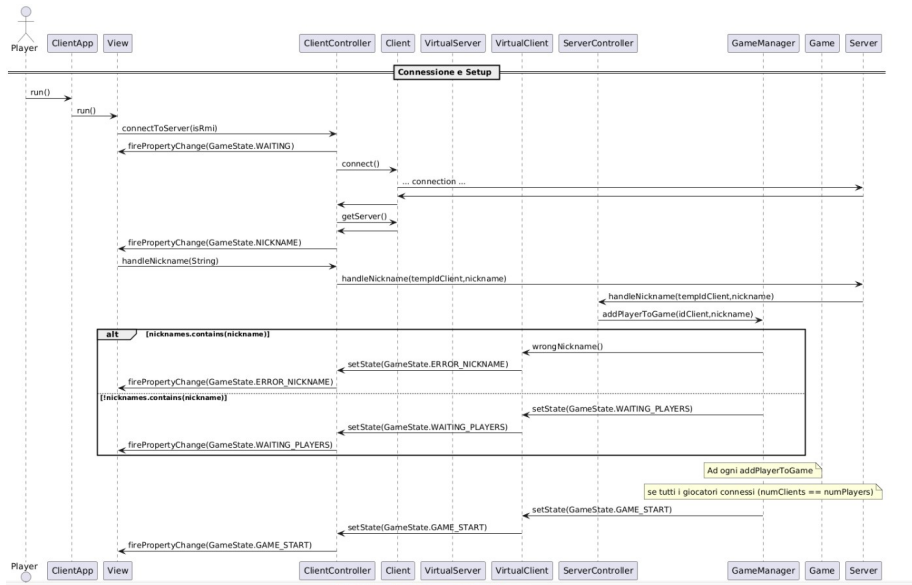 Player ClientApp View ClientController Client VirtualServer VirtualClient ServerController GameManager Game Server
Connessione e Setup
run()
run()
connectToServer(isRmi)
firePropertyChange(GameState.WAITING)
connect()
... connection ...
getServer()
firePropertyChange(GameState.NICKNAME)
handleNickname(String)
handleNickname(tempIdClient,nickname)
handleNickname(tempIdClient,nickname)
addPlayerToGame(idClient,nickname)
alt [nicknames.contains(nickname)]
wrongNickname()
setState(GameState.ERROR_NICKNAME)
firePropertyChange(GameState.ERROR_NICKNAME)
[!nicknames.contains(nickname)]
setState(GameState.WAITING_PLAYERS)
setState(GameState.WAITING_PLAYERS)
firePropertyChange(GameState.WAITING_PLAYERS)
Ad ogni addPlayerToGame
se tutti i giocatori connessi (numClients == numPlayers)
setState(GameState.GAME_START)
setState(GameState.GAME_START)
firePropertyChange(GameState.GAME_START)
Player ClientApp View ClientController Client VirtualServer VirtualClient ServerController GameManager Game Server